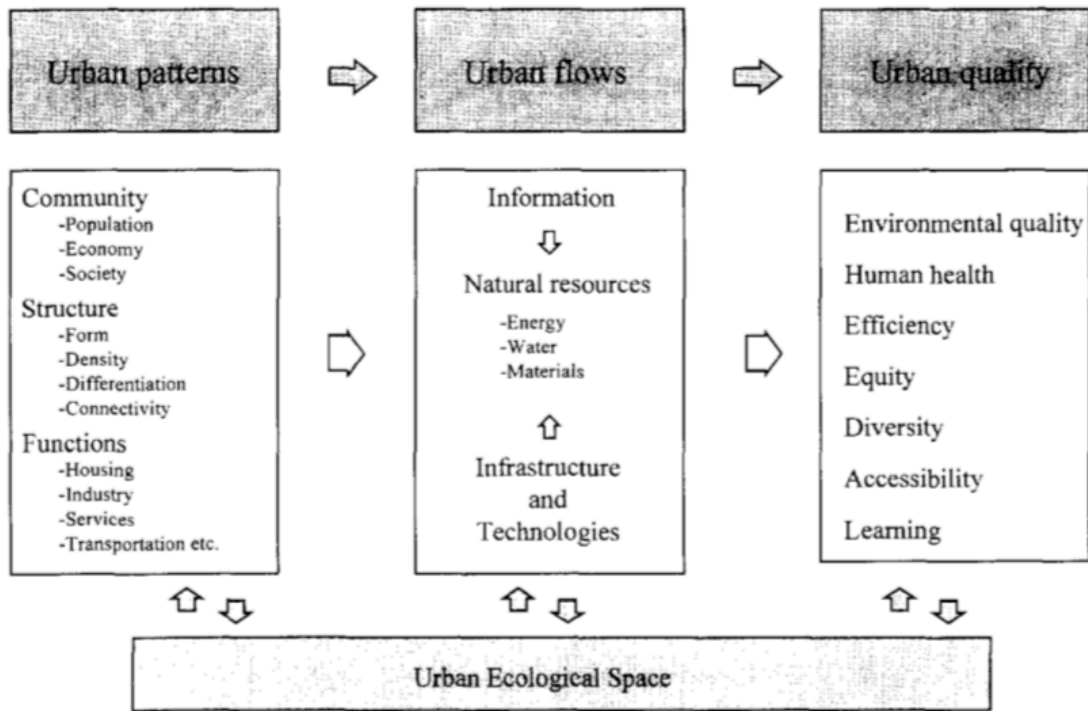 Urban patterns
Urban flows
Urban quality
Community
-Population
-Economy
-Society
Structure
-Form
-Density
-Differentiation
-Connectivity
Functions
-Housing
-Industry
-Services
-Transportation etc.
Information
Natural resources
-Energy
-Water
-Materials
Infrastructure
and
Technologies
Environmental quality
Human health
Efficiency
Equity
Diversity
Accessibility
Learning
Urban Ecological Space